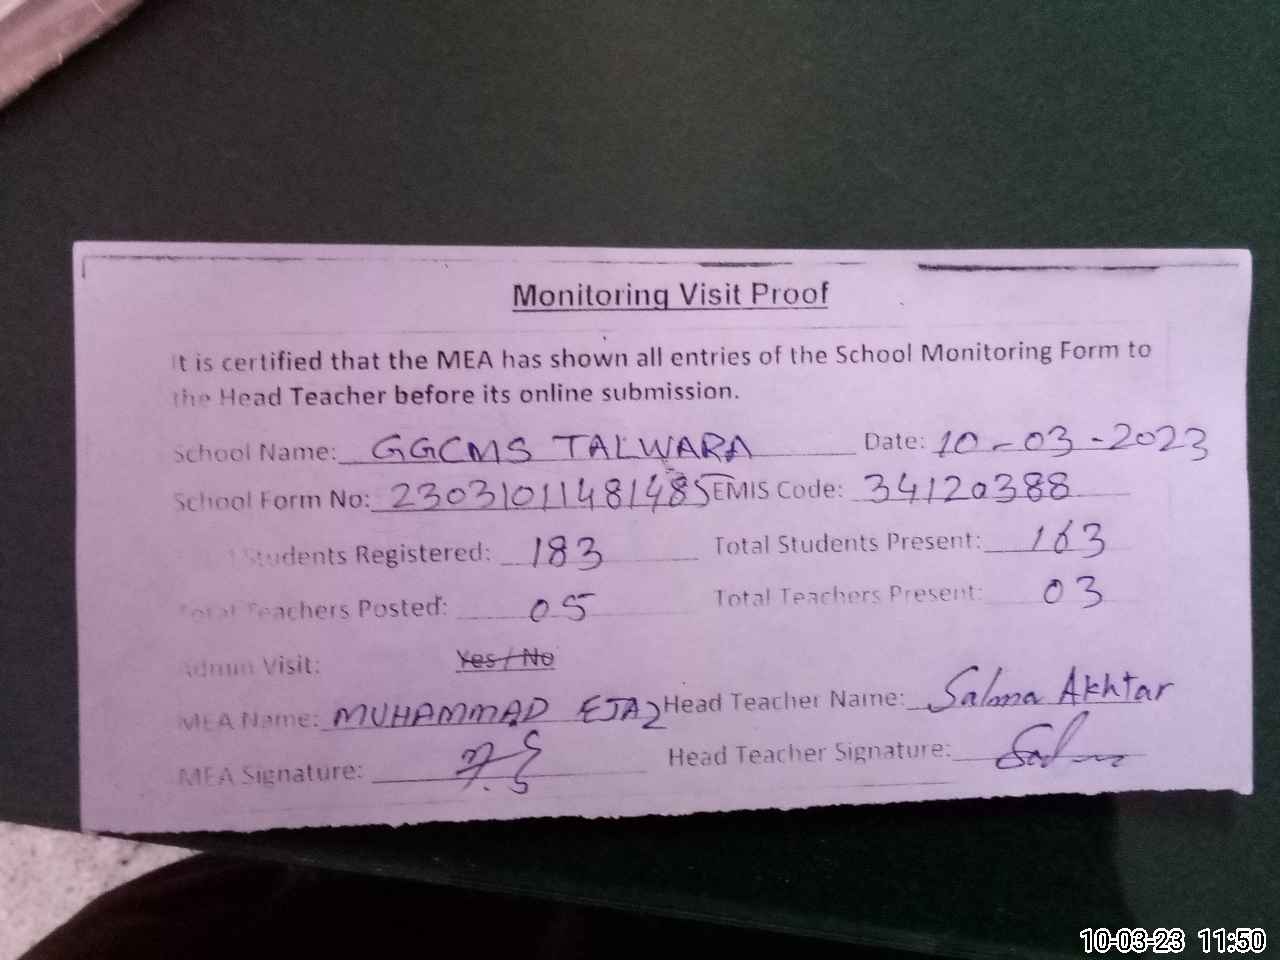 Monitoring Visit Proof
It is certified that the MEA has shown all entries of the School Monitoring Form to
the Head Teacher before its online submission.
School Name: GGCMS TALWARA Date: 10-03-2023
School Form No: 23031011481485 EMIS Code: 34120388
Students Registered: 183 Total Students Present: 163
Total Teachers Posted: 05 Total Teachers Present: 03
Admin Visit: Yes / No
MEA Name: MUHAMMAD EJAZ Head Teacher Name: Salma Akhtar
MEA Signature: Head Teacher Signature:
10-03-23 11:50